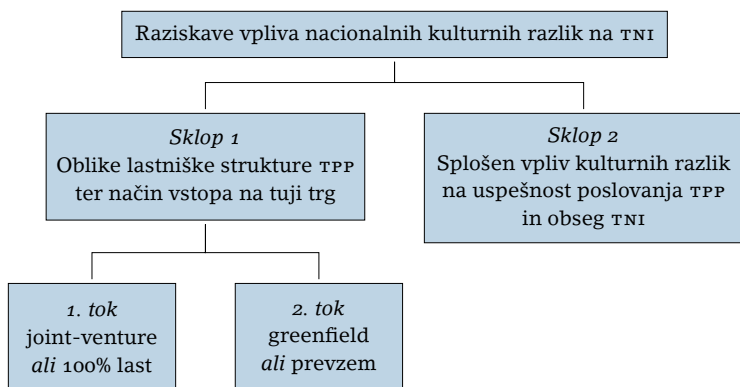 Raziskave vpliva nacionalnih kulturnih razlik na TNI
Sklop 1
Oblike lastniške strukture TPP
ter način vstopa na tuji trg
Sklop 2
Splošen vpliv kulturnih razlik
na uspešnost poslovanja TPP
in obseg TNI
1. tok
joint-venture
ali 100% last
2. tok
greenfield
ali prevzem